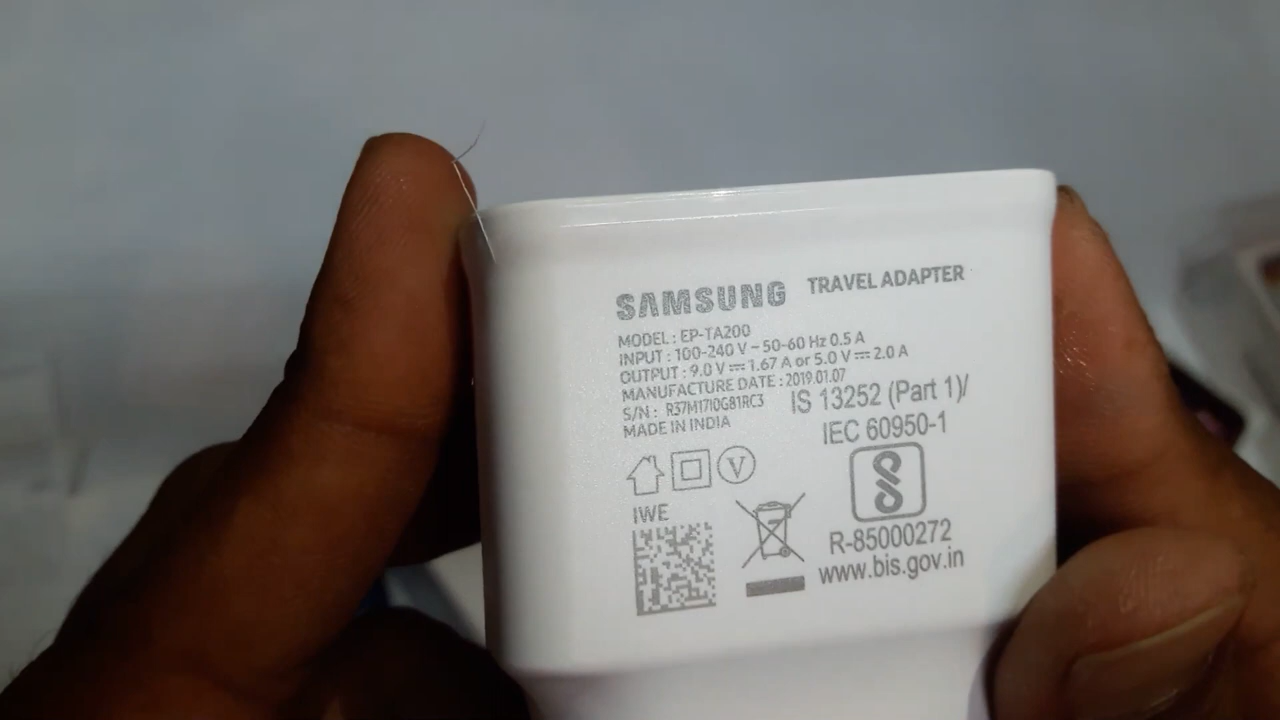 SAMSUNG TRAVEL ADAPTER
MODEL : EP-TA200
INPUT : 100-240 V ~ 50-60 Hz 0.5 A
OUTPUT : 9.0 V ⎓ 1.67 A or 5.0 V ⎓ 2.0 A
MANUFACTURE DATE : 2019.01.07
S/N : R37M17I0G81RC3
MADE IN INDIA
IS 13252 (Part 1)/
IEC 60950-1
V
IWE
R-85000272
www.bis.gov.in